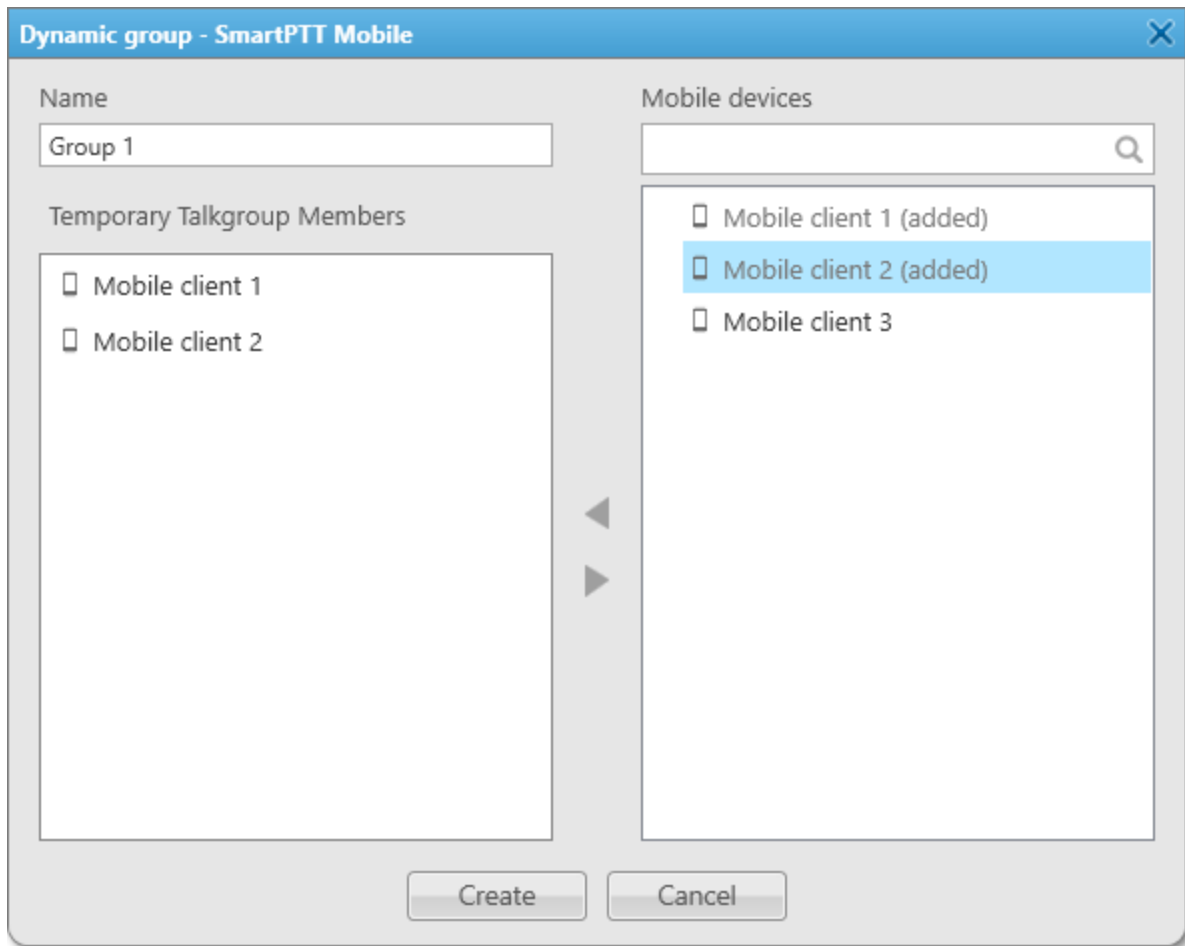 Dynamic group - SmartPTT Mobile
Name
Group 1
Temporary Talkgroup Members
Mobile client 1
Mobile client 2
Mobile devices
Mobile client 1 (added)
Mobile client 2 (added)
Mobile client 3
Create
Cancel